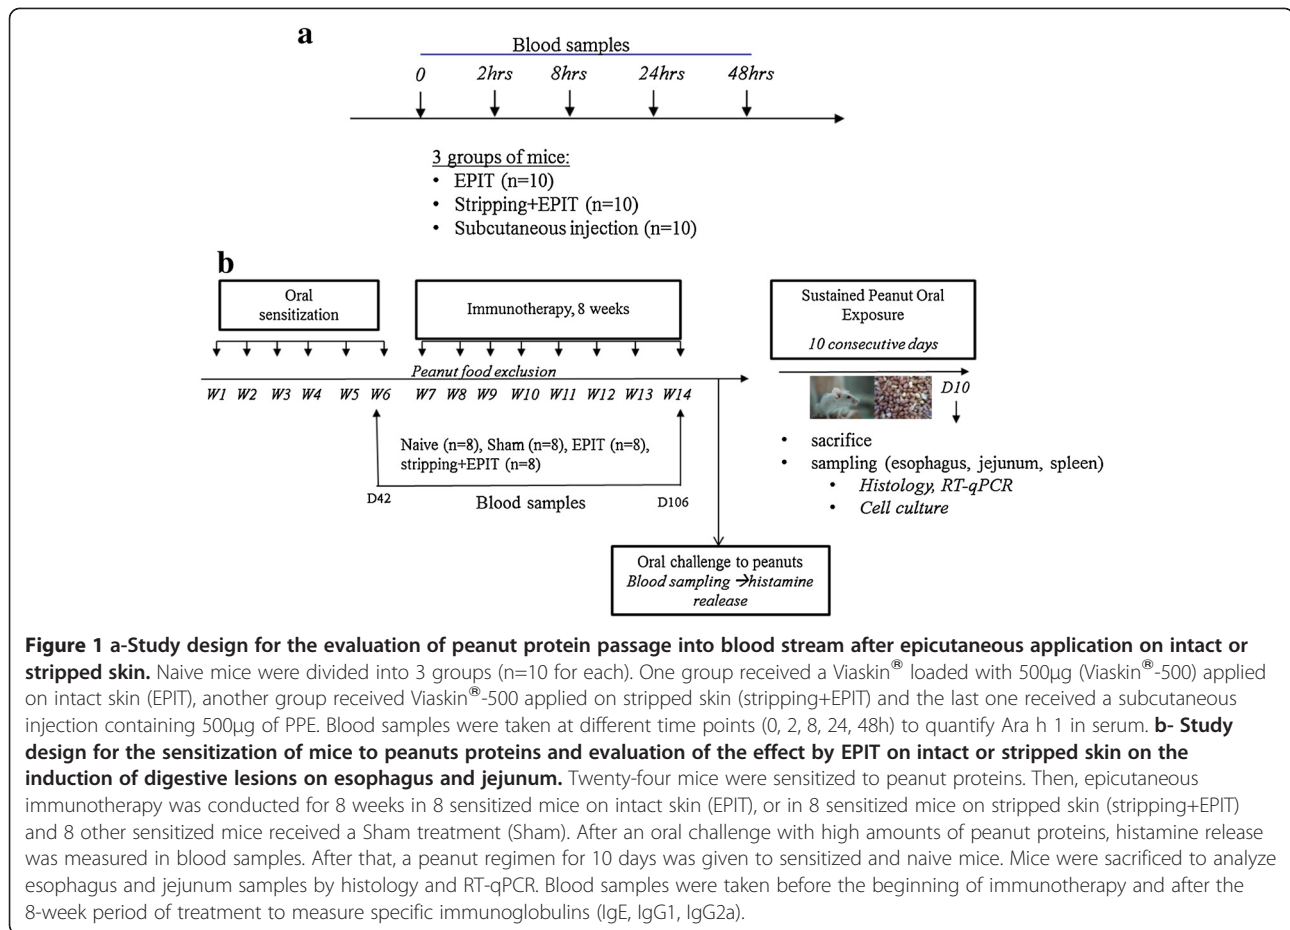 a
Blood samples
0 2hrs 8hrs 24hrs 48hrs
3 groups of mice:
• EPIT (n=10)
• Stripping+EPIT (n=10)
• Subcutaneous injection (n=10)
b
Oral
sensitization
Immunotherapy, 8 weeks
Sustained Peanut Oral
Exposure
10 consecutive days
Peanut food exclusion
W1 W2 W3 W4 W5 W6 W7 W8 W9 W10 W11 W12 W13 W14
D10
Naive (n=8), Sham (n=8), EPIT (n=8),
stripping+EPIT (n=8)
D42 Blood samples D106
• sacrifice
• sampling (esophagus, jejunum, spleen)
• Histology, RT-qPCR
• Cell culture
Oral challenge to peanuts
Blood sampling →histamine
realease
Figure 1 a-Study design for the evaluation of peanut protein passage into blood stream after epicutaneous application on intact or
stripped skin. Naive mice were divided into 3 groups (n=10 for each). One group received a Viaskin® loaded with 500μg (Viaskin®-500) applied
on intact skin (EPIT), another group received Viaskin®-500 applied on stripped skin (stripping+EPIT) and the last one received a subcutaneous
injection containing 500μg of PPE. Blood samples were taken at different time points (0, 2, 8, 24, 48h) to quantify Ara h 1 in serum. b- Study
design for the sensitization of mice to peanuts proteins and evaluation of the effect by EPIT on intact or stripped skin on the
induction of digestive lesions on esophagus and jejunum. Twenty-four mice were sensitized to peanut proteins. Then, epicutaneous
immunotherapy was conducted for 8 weeks in 8 sensitized mice on intact skin (EPIT), or in 8 sensitized mice on stripped skin (stripping+EPIT)
and 8 other sensitized mice received a Sham treatment (Sham). After an oral challenge with high amounts of peanut proteins, histamine release
was measured in blood samples. After that, a peanut regimen for 10 days was given to sensitized and naive mice. Mice were sacrificed to analyze
esophagus and jejunum samples by histology and RT-qPCR. Blood samples were taken before the beginning of immunotherapy and after the
8-week period of treatment to measure specific immunoglobulins (IgE, IgG1, IgG2a).